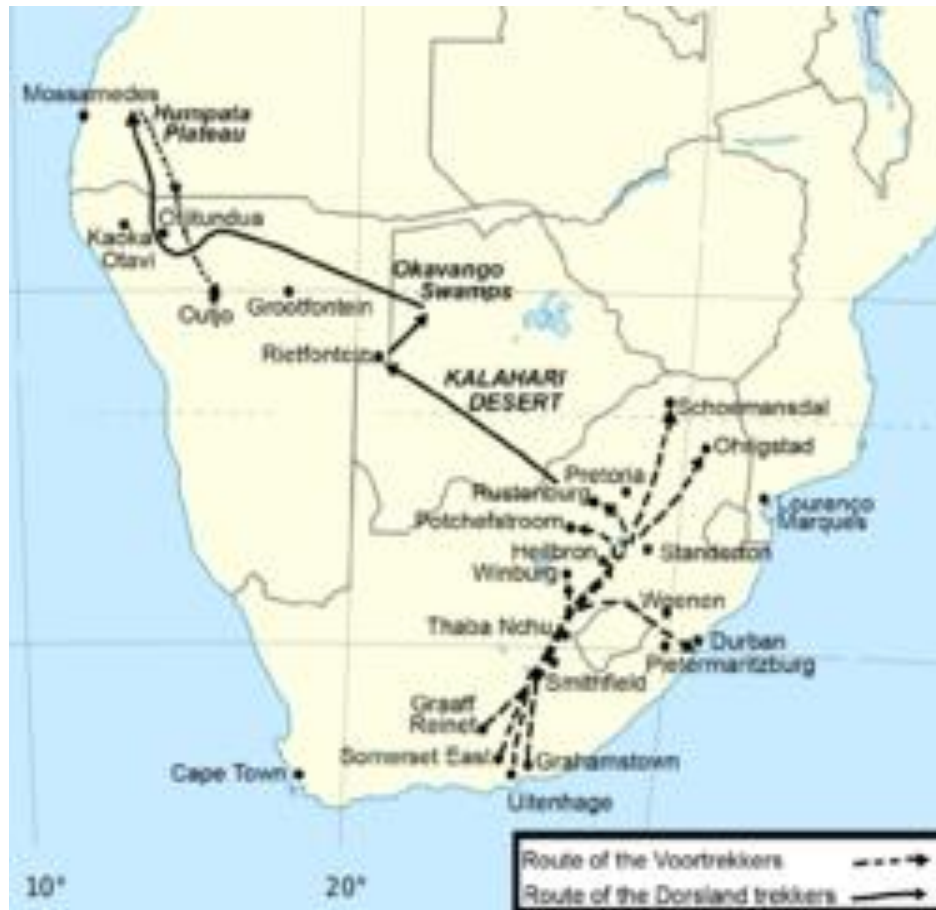 Mossamedes
Humpata
Plateau
Otjitundua
Kaoka
Otavi
Okavango
Swamps
Outjo
Grootfontein
Rietfontein
KALAHARI
DESERT
Schoemansdal
Ohrigstad
Pretoria
Rustenburg
Lourenço
Marques
Potchefstroom
Heilbron
Standerton
Winburg
Weenen
Thaba Nchu
Durban
Pietermaritzburg
Smithfield
Graaff
Reinet
Somerset East
Grahamstown
Cape Town
Uitenhage
Route of the Voortrekkers
Route of the Dorsland trekkers
10°
20°